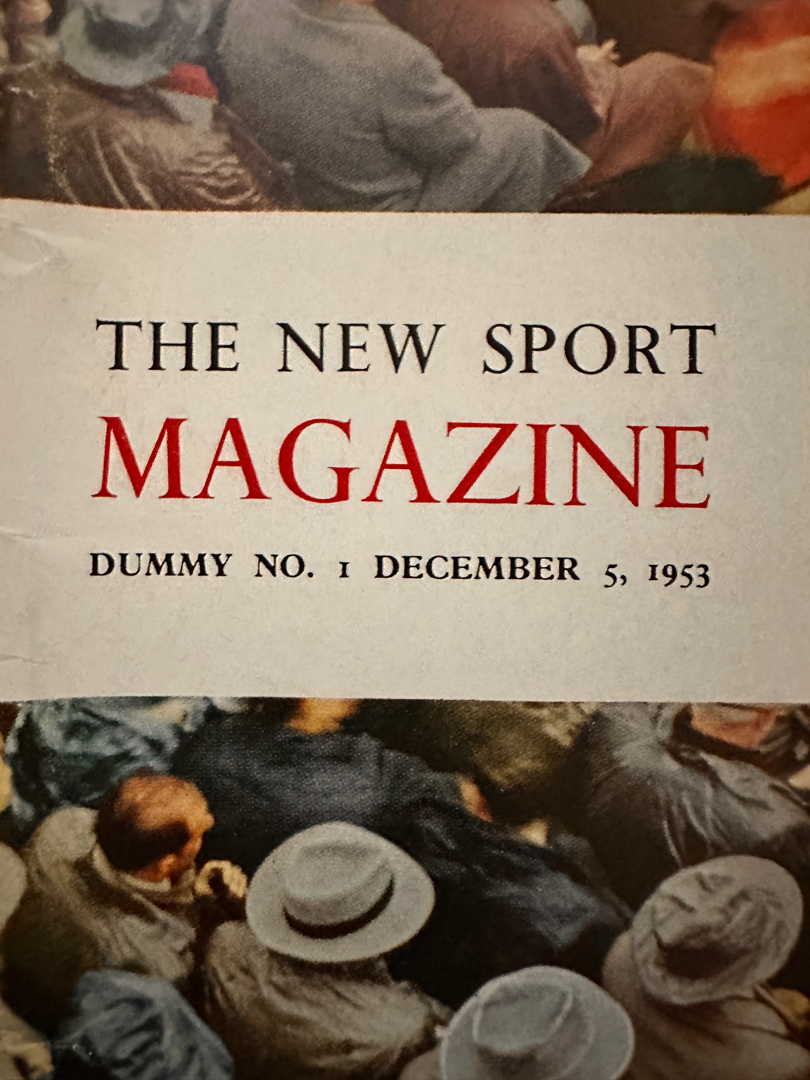 THE NEW SPORT
MAGAZINE
DUMMY NO. 1 DECEMBER 5, 1953